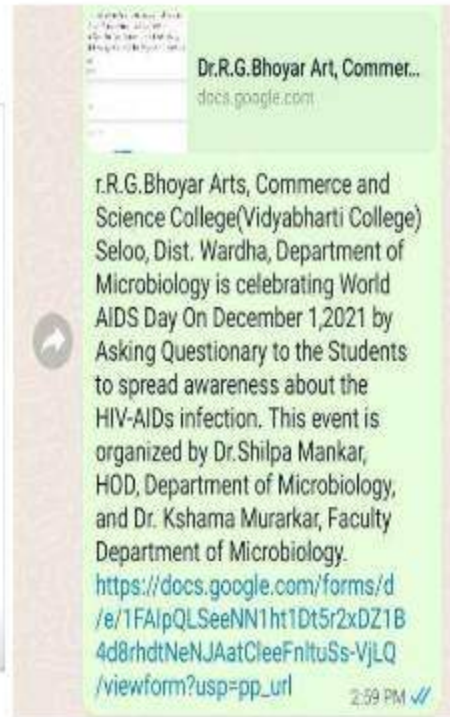 Dr.R.G.Bhoyar Art, Commer...
docs.google.com
r.R.G.Bhoyar Arts, Commerce and
Science College(Vidyabharti College)
Seloo, Dist. Wardha, Department of
Microbiology is celebrating World
AIDS Day On December 1,2021 by
Asking Questionary to the Students
to spread awareness about the
HIV-AIDs infection. This event is
organized by Dr.Shilpa Mankar,
HOD, Department of Microbiology,
and Dr. Kshama Murarkar, Faculty
Department of Microbiology.
https://docs.google.com/forms/d
/e/1FAIpQLSeeNN1ht1Dt5r2xDZ1B
4d8rhdtNeNJAatCleeFnltuSs-VjLQ
/viewform?usp=pp_url
2:59 PM